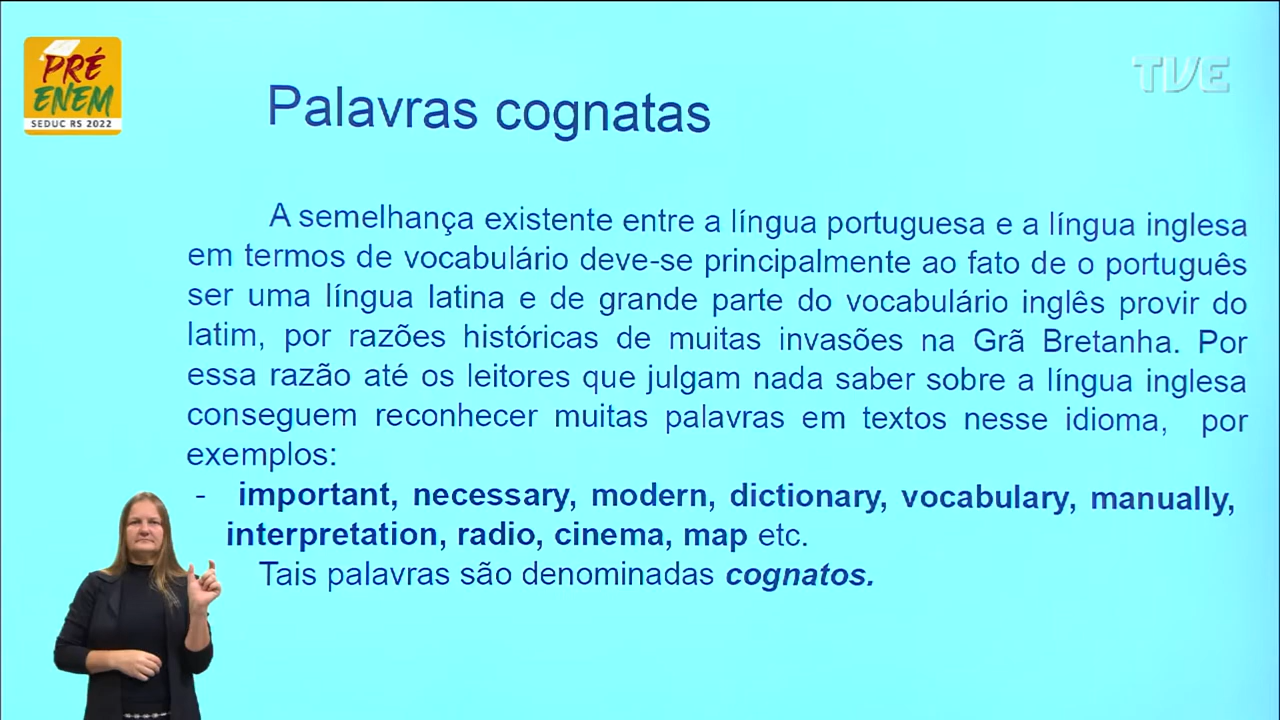 PRÉ
ENEM
SEDUC RS 2022
TVE
Palavras cognatas
A semelhança existente entre a língua portuguesa e a língua inglesa
em termos de vocabulário deve-se principalmente ao fato de o português
ser uma língua latina e de grande parte do vocabulário inglês provir do
latim, por razões históricas de muitas invasões na Grã Bretanha. Por
essa razão até os leitores que julgam nada saber sobre a língua inglesa
conseguem reconhecer muitas palavras em textos nesse idioma, por
exemplos:
- important, necessary, modern, dictionary, vocabulary, manually,
interpretation, radio, cinema, map etc.
Tais palavras são denominadas cognatos.